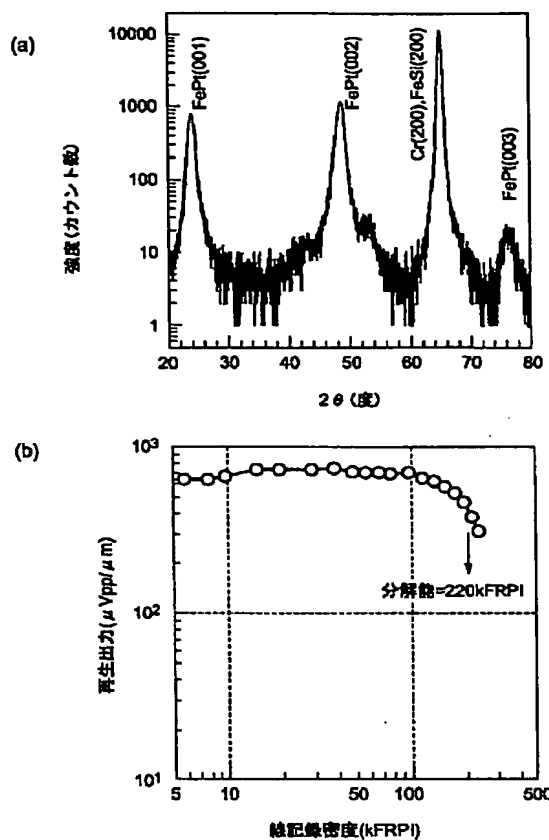 (a)
10000
1000
100
10
1
強度(カウント数)
FePt(001)
FePt(002)
Cr(200),FeSi(200)
FePt(003)
20 30 40 50 60 70 80
2θ (度)
(b)
10³
10²
10¹
再生出力(μVpp/μm)
分解能=220kFRPI
5 10 50 100 500
線記録密度(kFRPI)